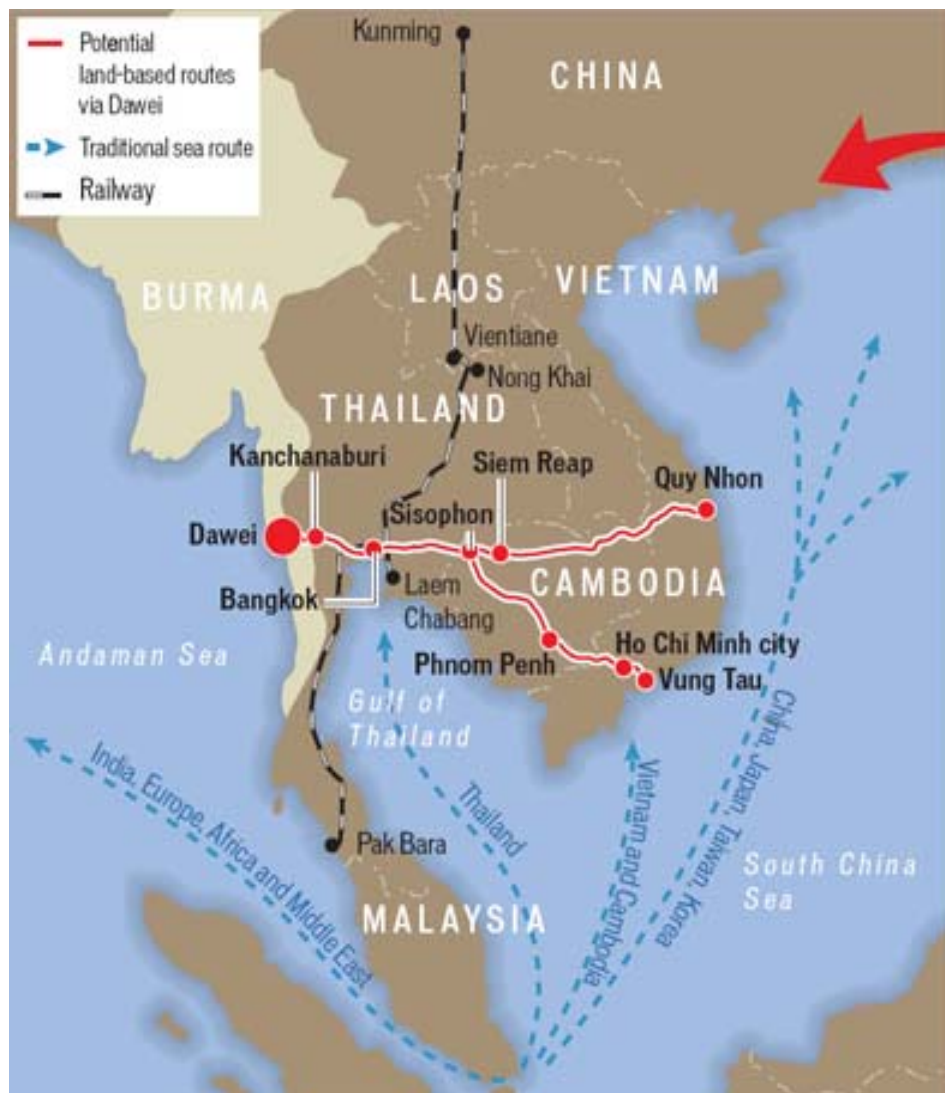 Potential
land-based routes
via Dawei
Traditional sea route
Railway
Kunming
CHINA
BURMA
LAOS
VIETNAM
Vientiane
Nong Khai
THAILAND
Kanchanaburi
Siem Reap
Quy Nhon
Sisophon
Dawei
Bangkok
Laem
Chabang
CAMBODIA
Phnom Penh
Ho Chi Minh city
Vung Tau
Andaman Sea
Gulf of
Thailand
India, Europe, Africa and Middle East
Thailand
Vietnam and Cambodia
China, Japan, Taiwan, Korea
Pak Bara
South China
Sea
MALAYSIA